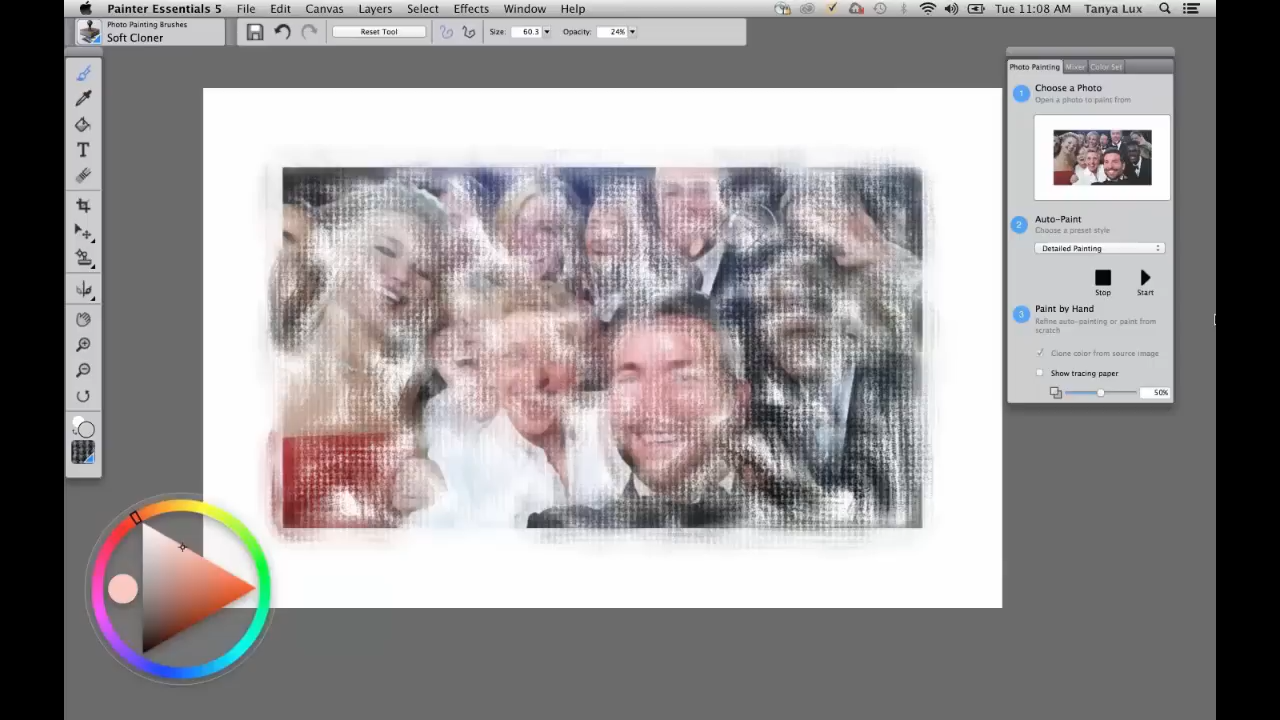 Painter Essentials 5 File Edit Canvas Layers Select Effects Window Help Tue 11:08 AM Tanya Lux
Photo Painting Brushes
Soft Cloner
Reset Tool Size: 60.3 Opacity: 24%
Photo Painting Mixer Color Set
1 Choose a Photo
Open a photo to paint from
2 Auto-Paint
Choose a preset style
Detailed Painting
Stop Start
3 Paint by Hand
Refine auto-painting or paint from
scratch
Clone color from source image
Show tracing paper
50%
T